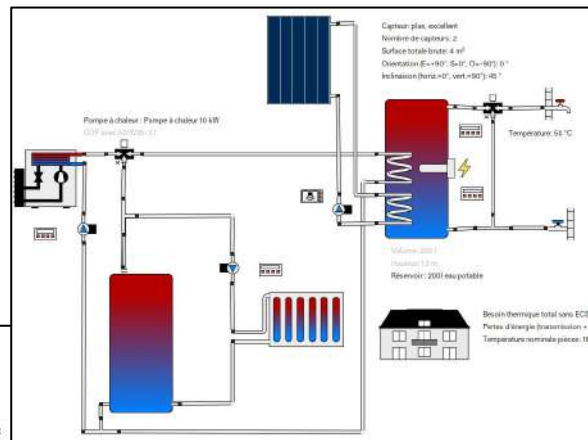 Capteur: plan, excellent
Nombre de capteurs: 2
Surface totale brute: 4 m²
Orientation (E=+90°, S=0°, O=-90°): 0 °
Inclinaison (horiz.=0°, vert.=90°): 45 °
Pompe à chaleur : Pompe à chaleur 10 kW
Température: 50 °C
Volume: 200 l
Réservoir : 200l eau potable
Besoin thermique total sans ECS
Pertes d'énergie (transmission +
Température nominale pièces: